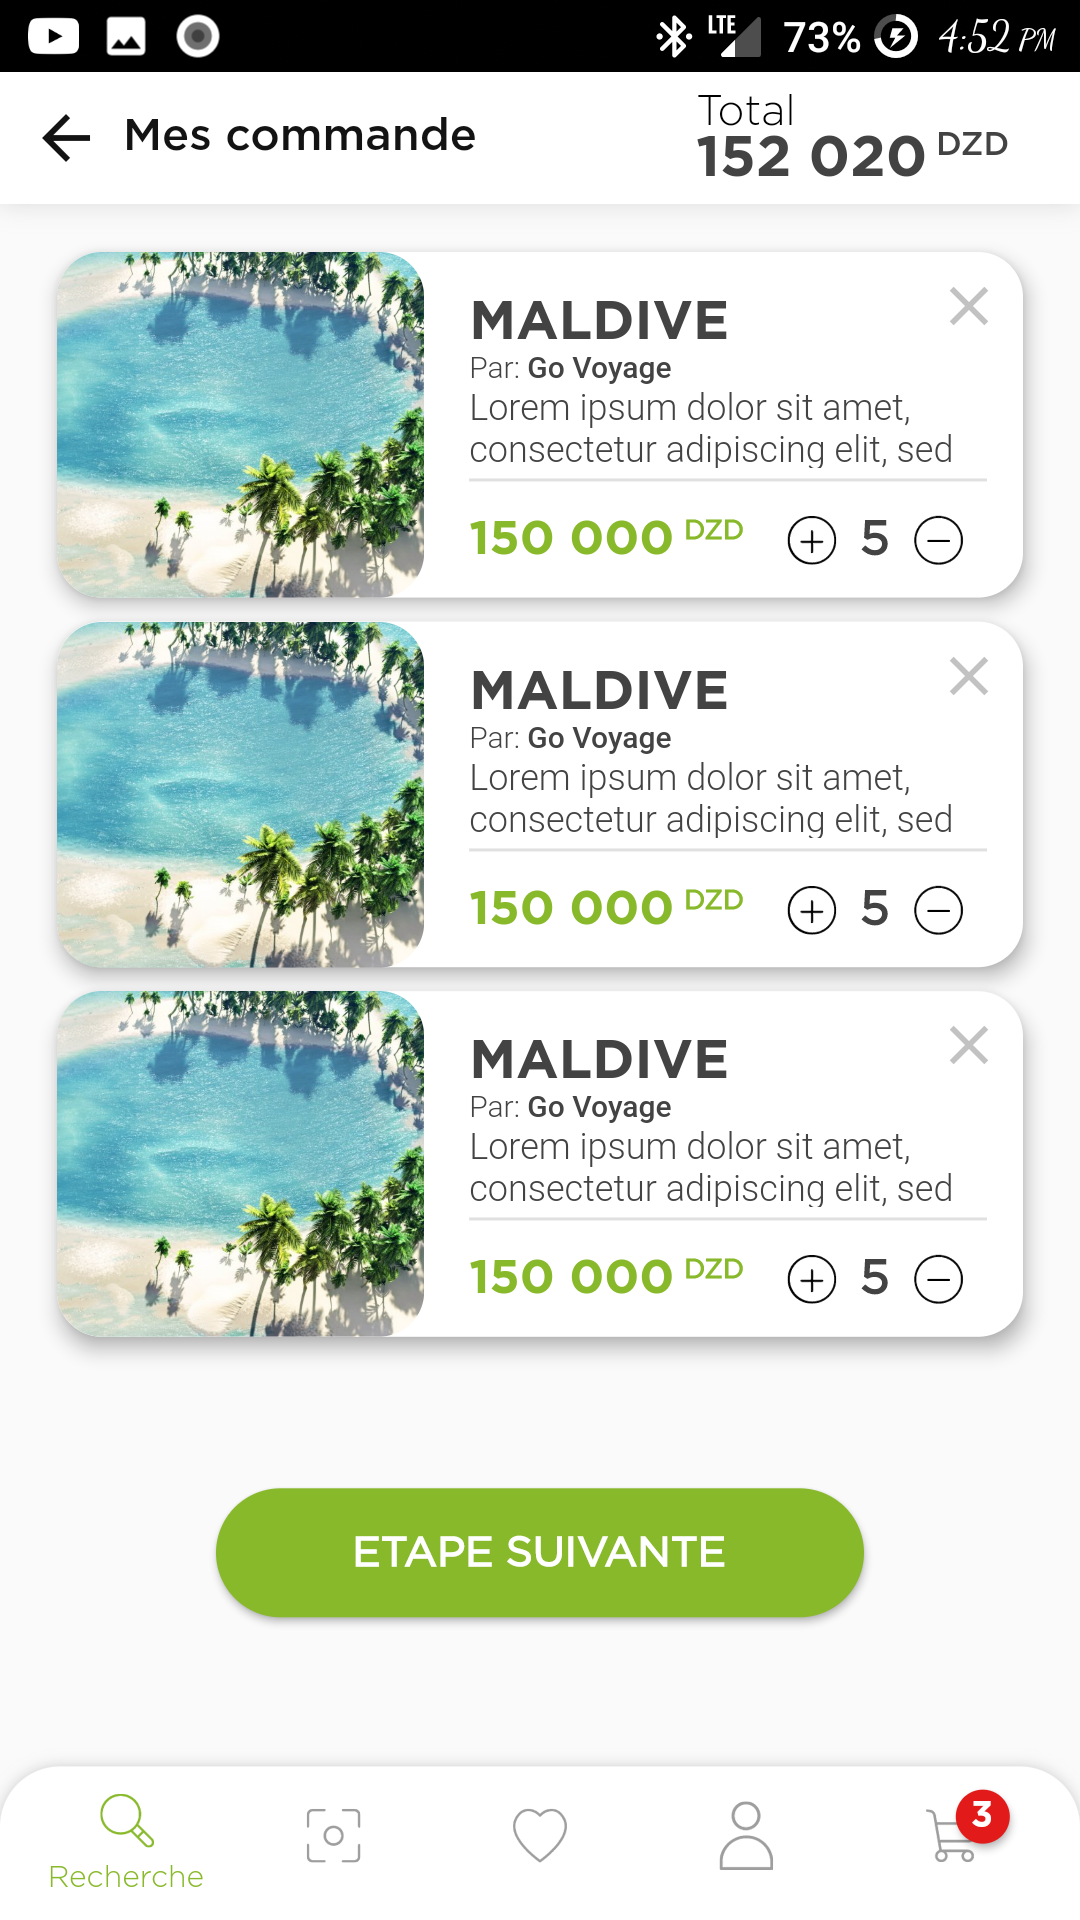 LTE 73% 4:52 PM
Mes commande
Total
152 020 DZD
MALDIVE
Par: Go Voyage
Lorem ipsum dolor sit amet,
consectetur adipiscing elit, sed
150 000 DZD 5
MALDIVE
Par: Go Voyage
Lorem ipsum dolor sit amet,
consectetur adipiscing elit, sed
150 000 DZD 5
MALDIVE
Par: Go Voyage
Lorem ipsum dolor sit amet,
consectetur adipiscing elit, sed
150 000 DZD 5
ETAPE SUIVANTE
3
Recherche